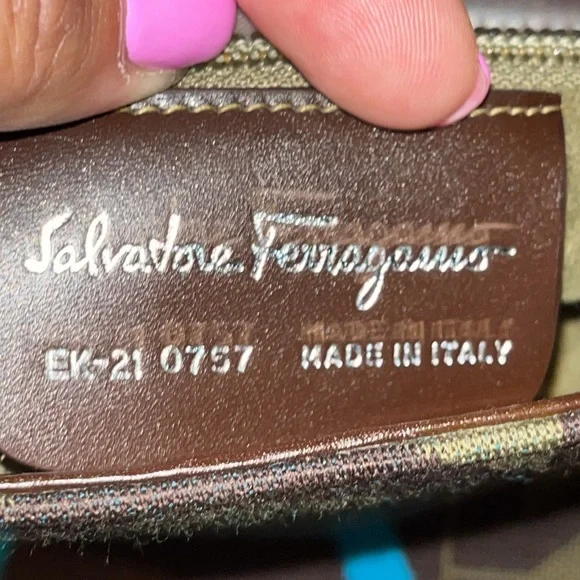 Salvatore Ferragamo
EK-21 0757 MADE IN ITALY